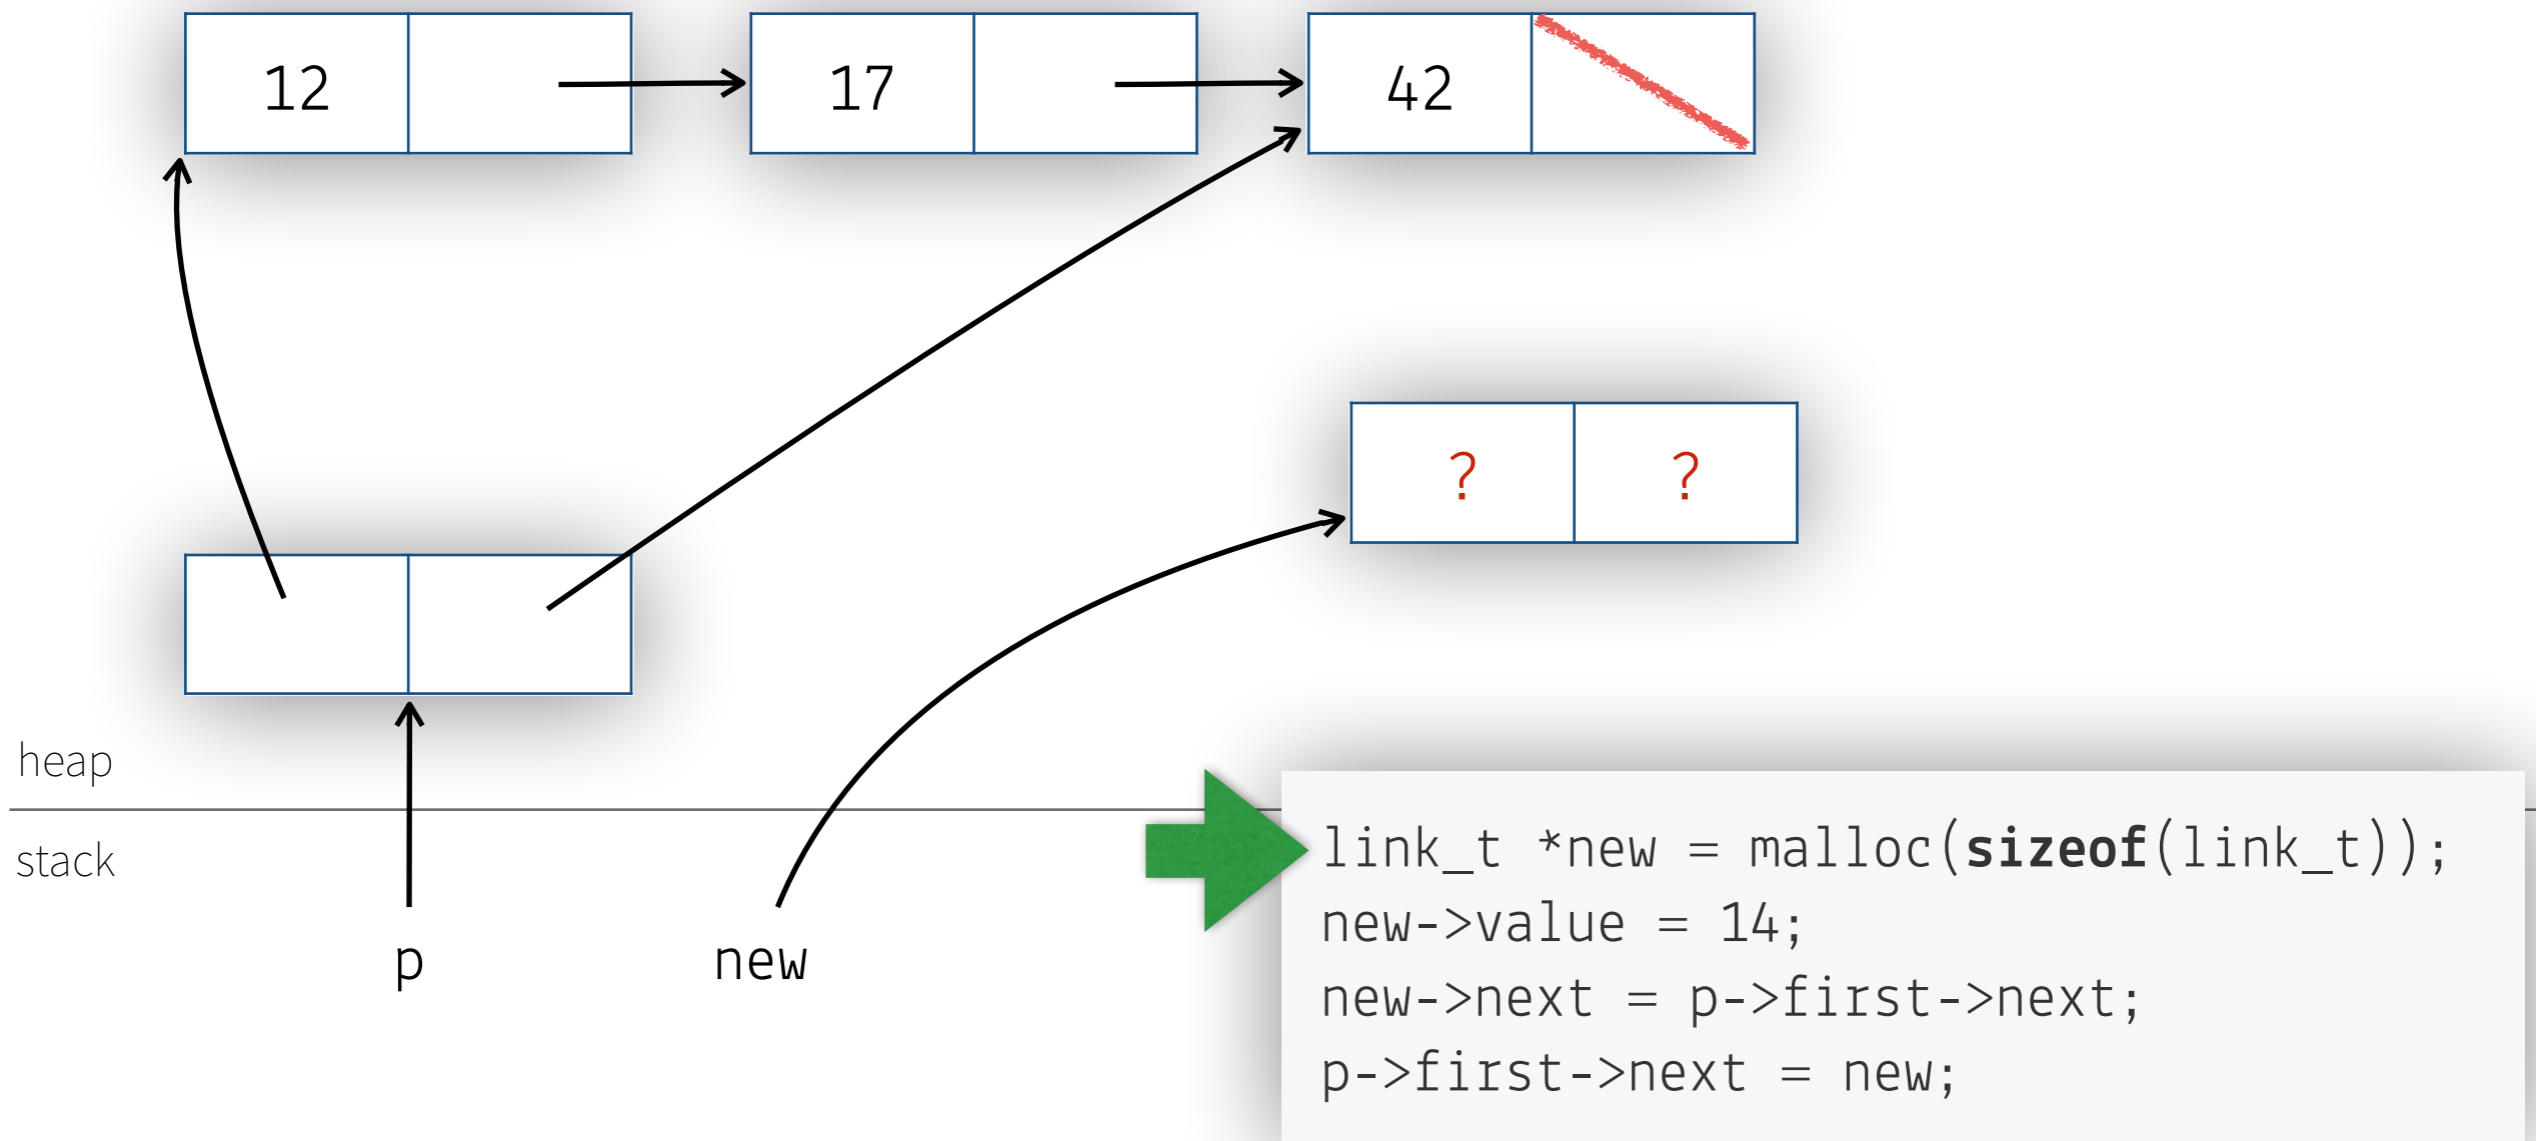 12 17 42
? ?
heap
stack
p new
link_t *new = malloc(sizeof(link_t));
new->value = 14;
new->next = p->first->next;
p->first->next = new;